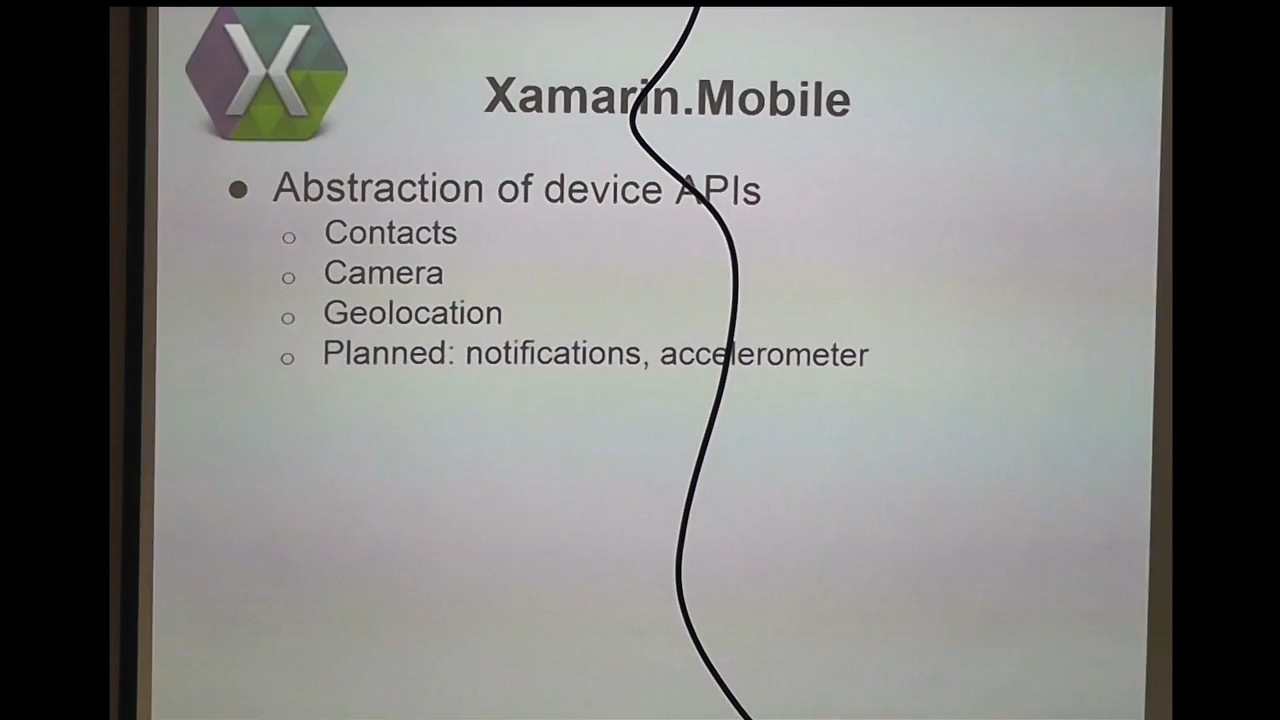 X
Xamarin.Mobile
● Abstraction of device APIs
○ Contacts
○ Camera
○ Geolocation
○ Planned: notifications, accelerometer